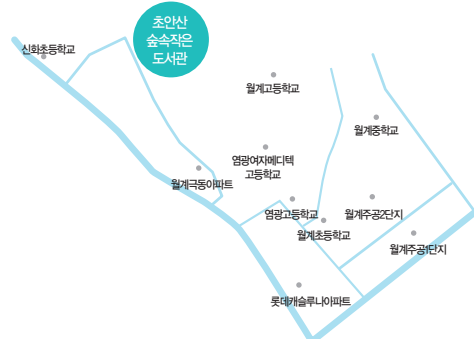 초안산
숲속작은
도서관
신화초등학교
월계고등학교
월계중학교
염광여자메디텍
고등학교
월계극동아파트
염광고등학교
월계주공2단지
월계초등학교
월계주공1단지
롯데캐슬루나아파트